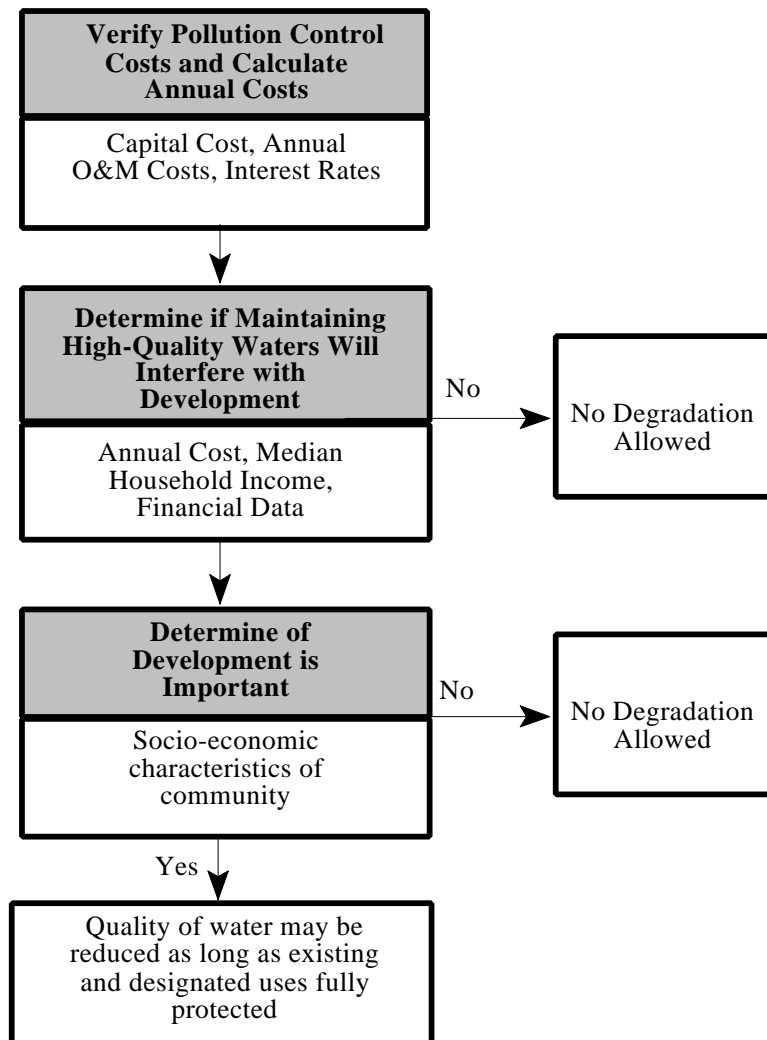 Verify Pollution Control
Costs and Calculate
Annual Costs
Capital Cost, Annual
O&M Costs, Interest Rates
Determine if Maintaining
High-Quality Waters Will
Interfere with
Development
No
No Degradation
Allowed
Annual Cost, Median
Household Income,
Financial Data
Determine of
Development is
Important
No
No Degradation
Allowed
Socio-economic
characteristics of
community
Yes
Quality of water may be
reduced as long as existing
and designated uses fully
protected